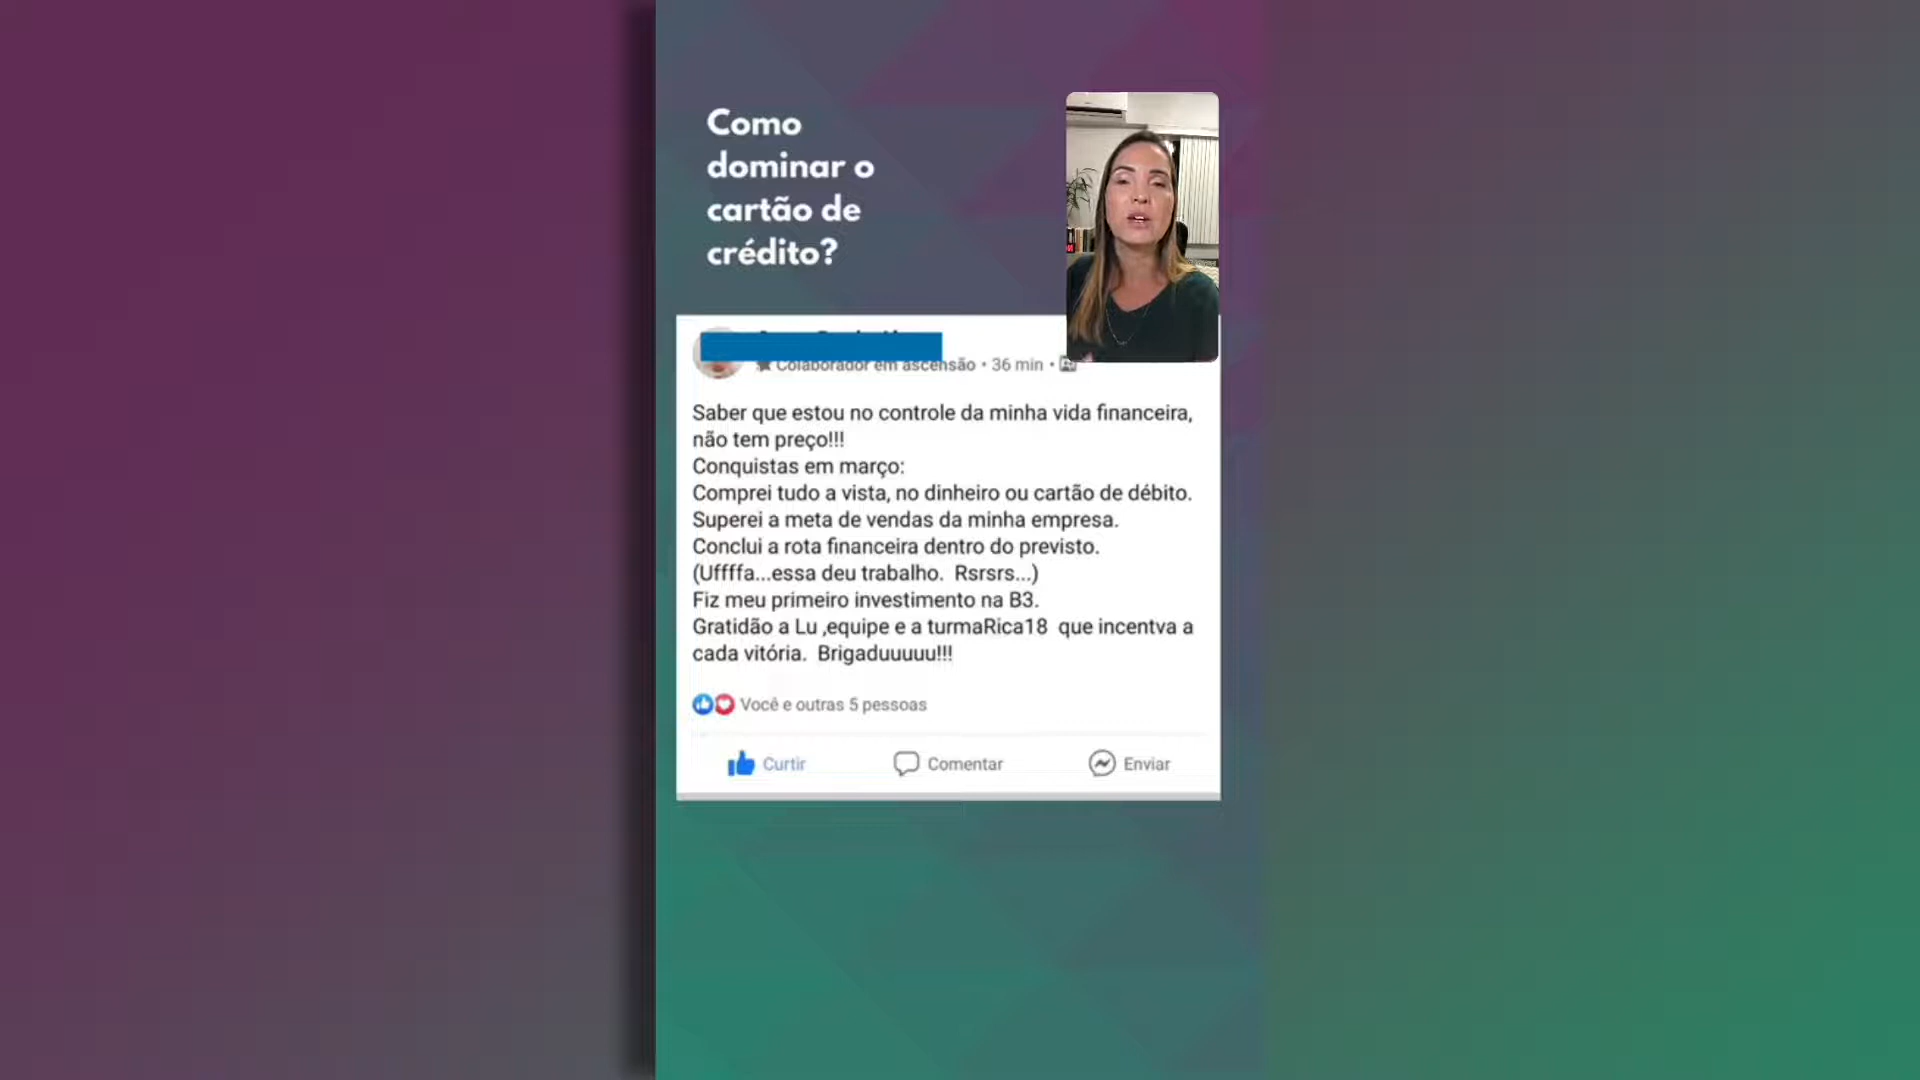 Como
dominar o
cartão de
crédito?
Colaborador em ascensão • 36 min •
Saber que estou no controle da minha vida financeira,
não tem preço!!!
Conquistas em março:
Comprei tudo a vista, no dinheiro ou cartão de débito.
Superei a meta de vendas da minha empresa.
Conclui a rota financeira dentro do previsto.
(Uffffa...essa deu trabalho.  Rsrsrs...)
Fiz meu primeiro investimento na B3.
Gratidão a Lu ,equipe e a turmaRica18  que incentva a
cada vitória.  Brigaduuuuu!!!
Você e outras 5 pessoas
Curtir
Comentar
Enviar